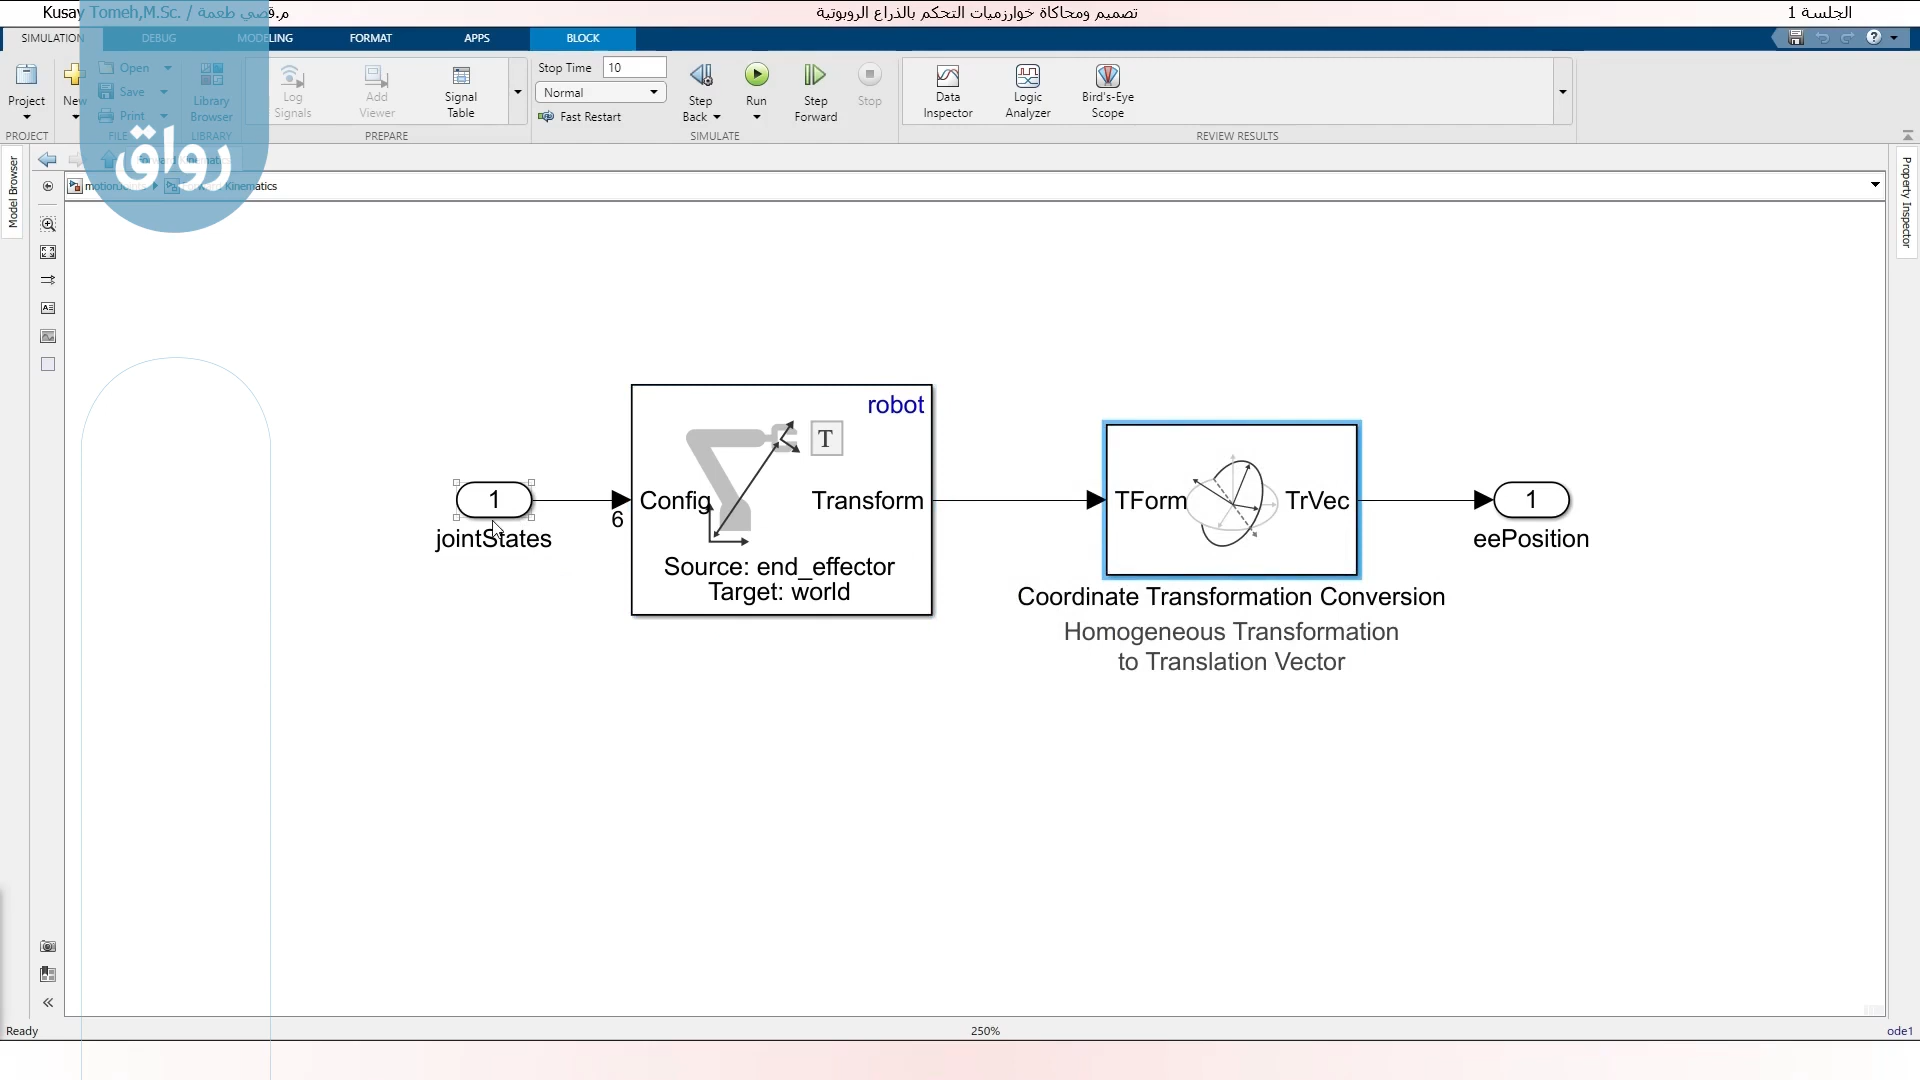 Kusay Tomeh,M.Sc. / م.قصي طعمة
تصميم ومحاكاة خوارزميات التحكم بالذراع الروبوتية
الجلسة 1
SIMULATION DEBUG MODELING FORMAT APPS BLOCK
Project
New
Open
Save
Print
Library
Browser
Log
Signals
Add
Viewer
Signal
Table
Stop Time 10
Normal
Fast Restart
Step
Back
Run
Step
Forward
Stop
Data
Inspector
Logic
Analyzer
Bird's-Eye
Scope
PROJECT FILE LIBRARY PREPARE SIMULATE REVIEW RESULTS
رواق
Forward Kinematics
Kinematics
Model Browser
Property Inspector
robot
T
1
jointStates
6
Config
Transform
Source: end_effector
Target: world
TForm
TrVec
Coordinate Transformation Conversion
Homogeneous Transformation
to Translation Vector
1
eePosition
Ready
250%
ode1